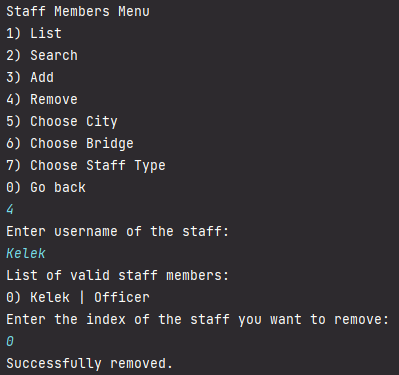 Staff Members Menu
1) List
2) Search
3) Add
4) Remove
5) Choose City
6) Choose Bridge
7) Choose Staff Type
0) Go back
4
Enter username of the staff:
Kelek
List of valid staff members:
0) Kelek | Officer
Enter the index of the staff you want to remove:
0
Successfully removed.